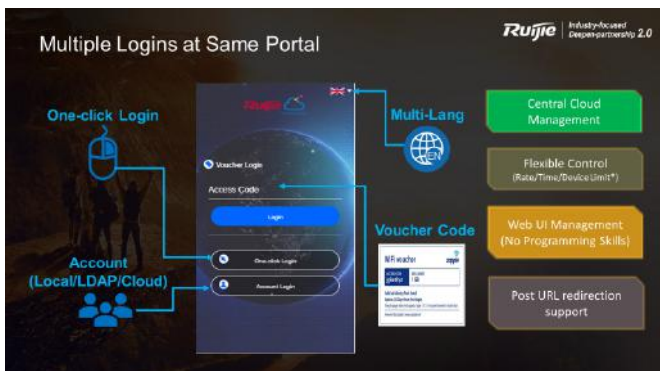 Multiple Logins at Same Portal
Ruijie
Industry-focused
Deepen-partnership 2.0
One-click Login
Account
(Local/LDAP/Cloud)
Ruijie
Voucher Login
Access Code
Login
One-click Login
Account Login
Multi-Lang
EN
Voucher Code
WiFi voucher
Central Cloud
Management
Flexible Control
(Rate/Time/Device Limit*)
Web UI Management
(No Programming Skills)
Post URL redirection
support